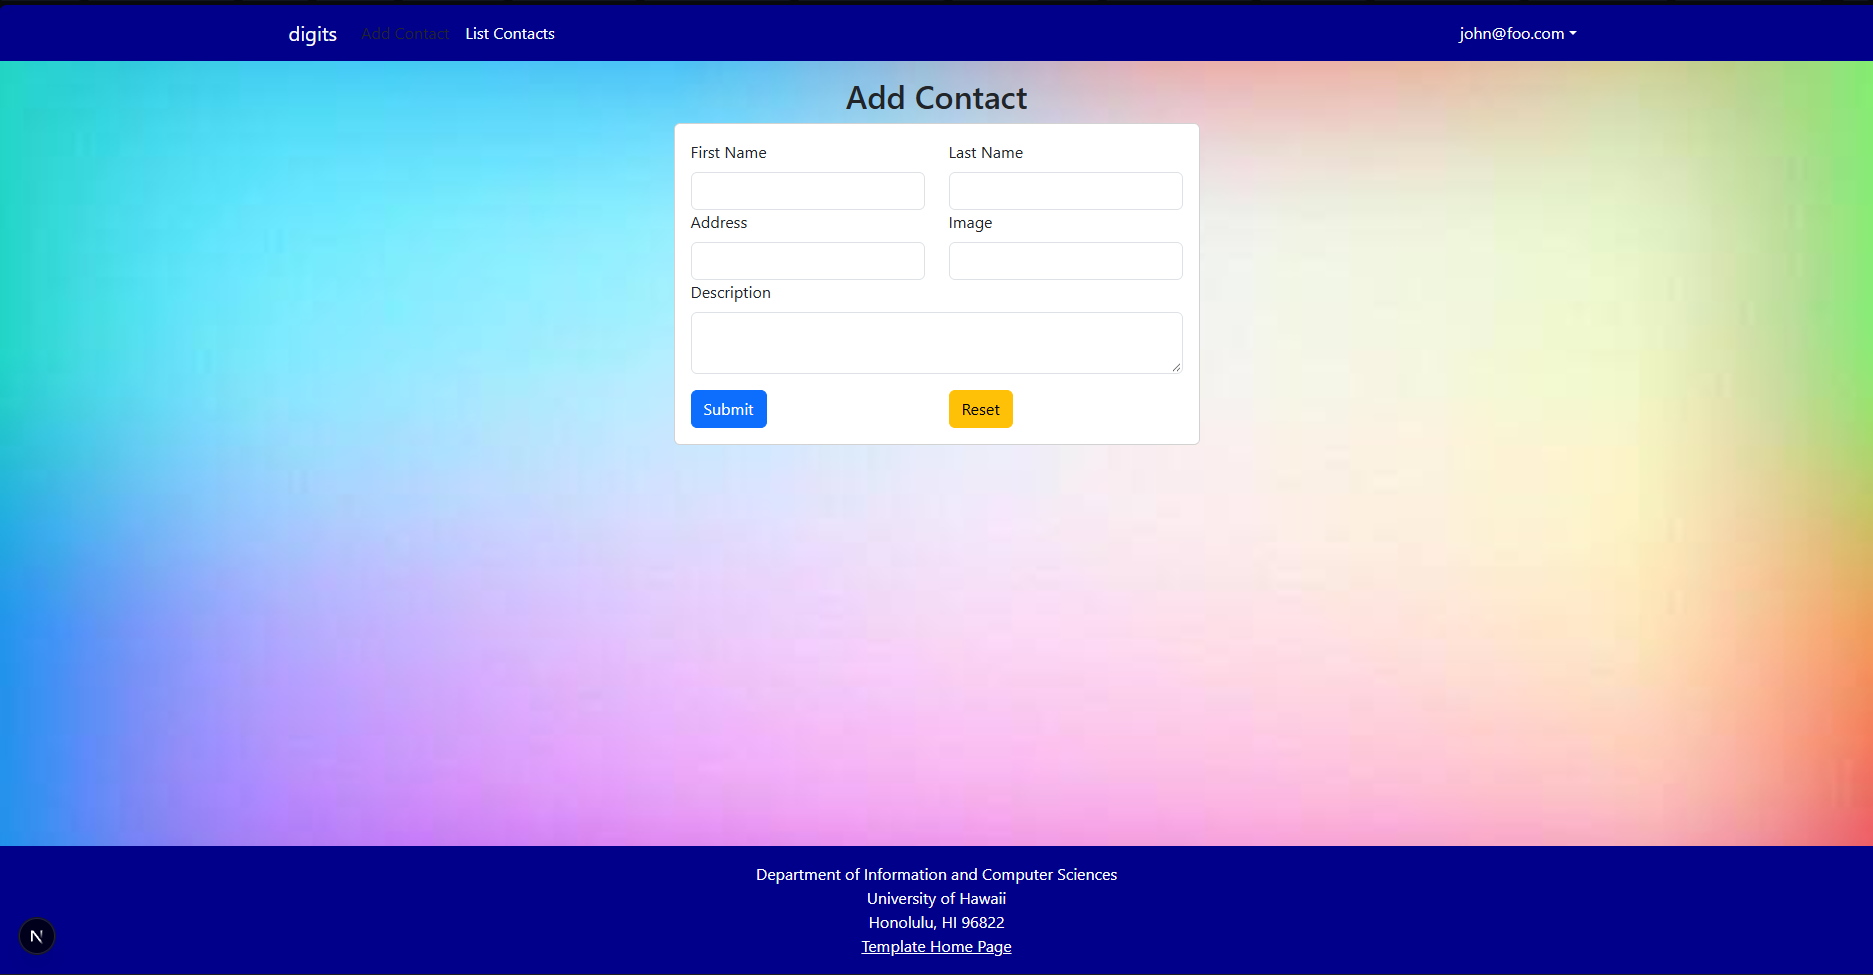 digits Add Contact List Contacts john@foo.com
Add Contact
First Name Last Name
Address Image
Description
Submit Reset
Department of Information and Computer Sciences
University of Hawaii
Honolulu, HI 96822
Template Home Page
N